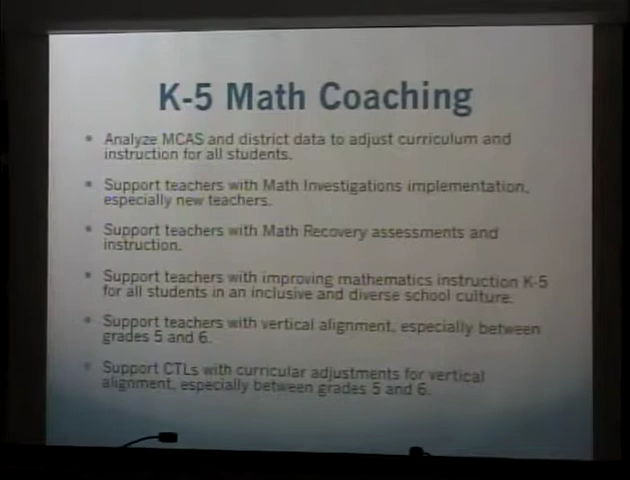 K-5 Math Coaching
• Analyze MCAS and district data to adjust curriculum and
instruction for all students.
• Support teachers with Math Investigations implementation,
especially new teachers.
• Support teachers with Math Recovery assessments and
instruction.
• Support teachers with improving mathematics instruction K-5
for all students in an inclusive and diverse school culture.
• Support teachers with vertical alignment, especially between
grades 5 and 6.
• Support CTLs with curricular adjustments for vertical
alignment, especially between grades 5 and 6.